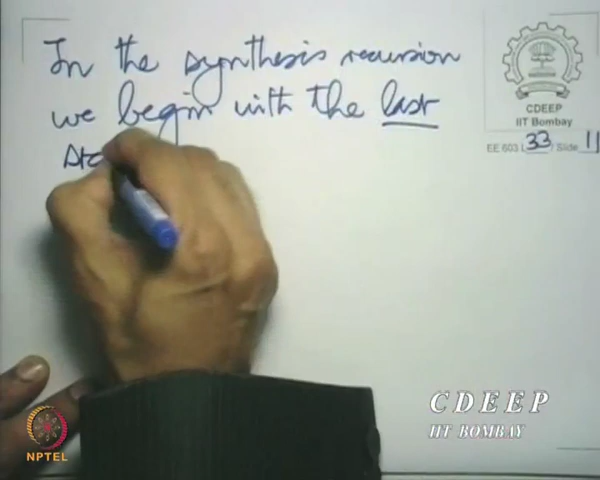 In the synthesis recursion
we begin with the last
sta
CDEEP
IIT Bombay
EE 603 L 33 / Slide 11
CDEEP
IIT BOMBAY
NPTEL